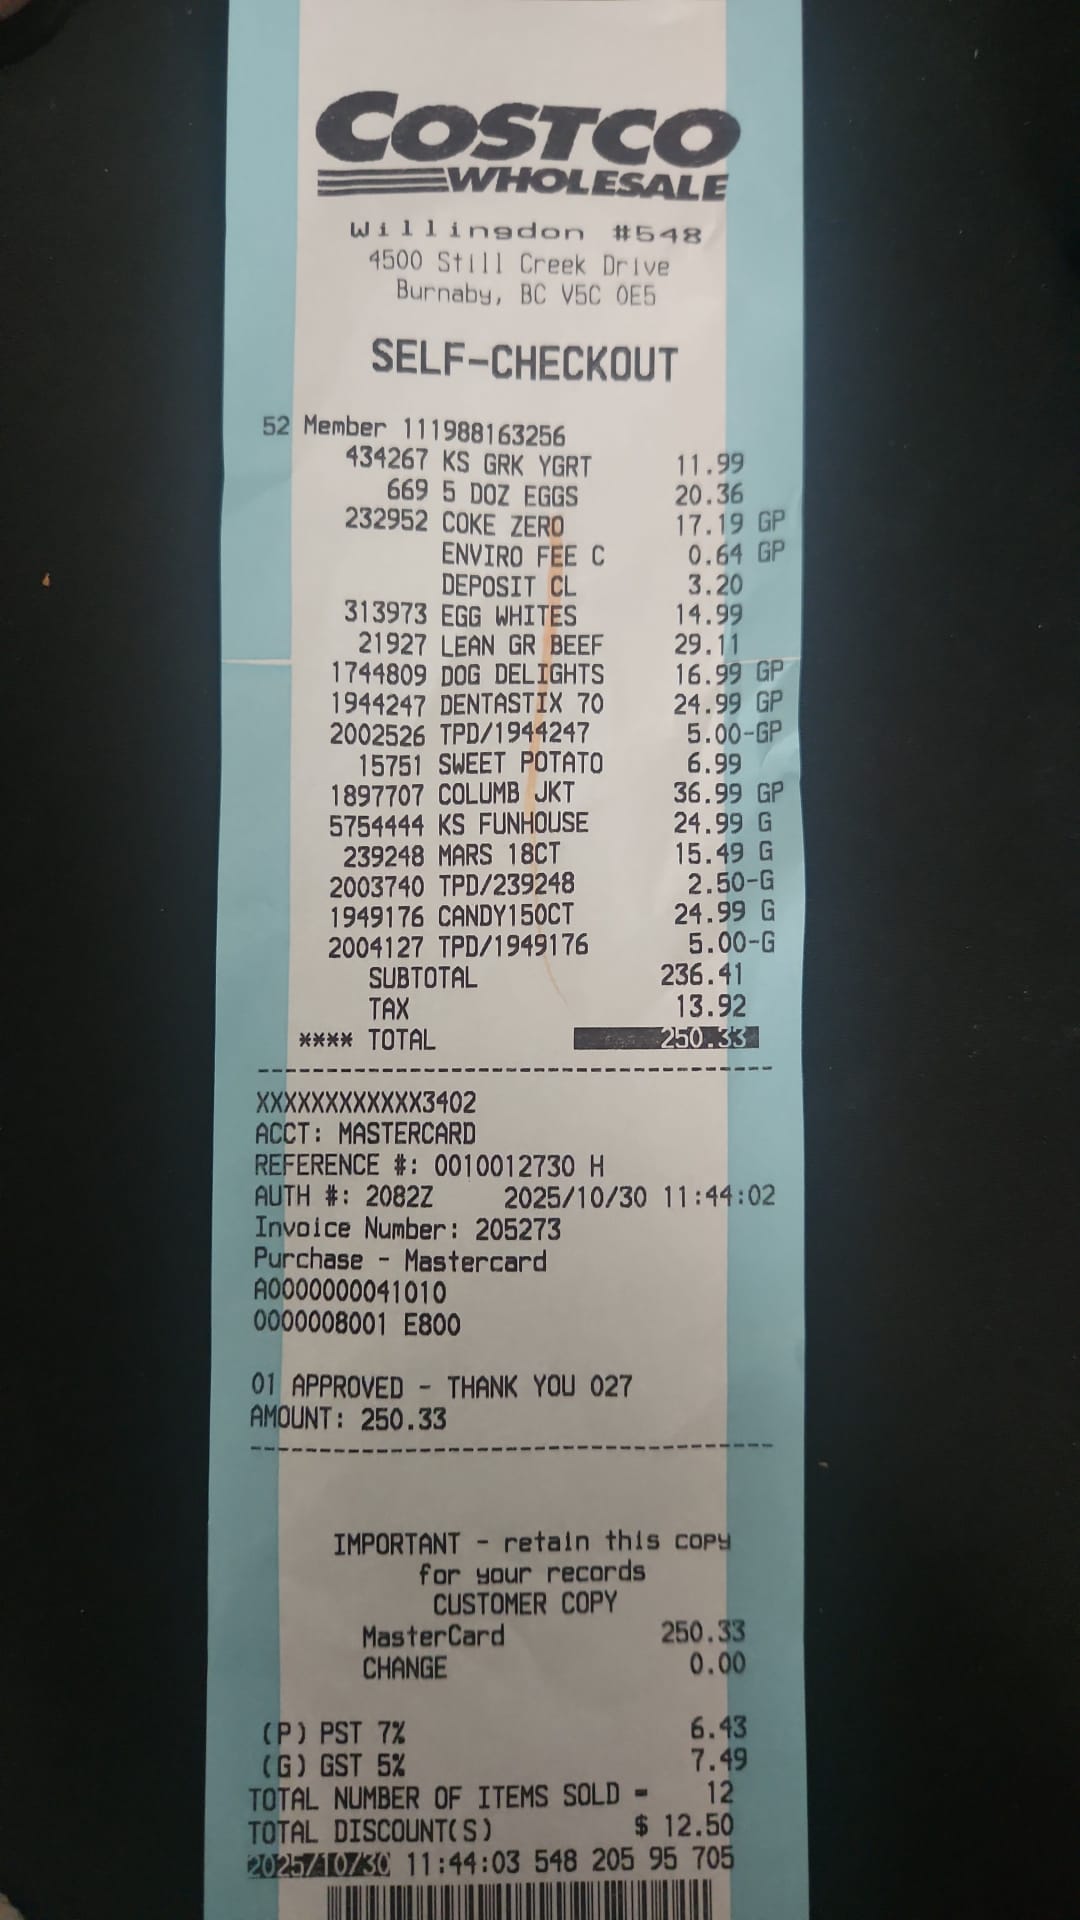 COSTCO
WHOLESALE
Willingdon #548
4500 Still Creek Drive
Burnaby, BC V5C 0E5
SELF-CHECKOUT
52 Member 111988163256
434267 KS GRK YGRT 11.99
669 5 DOZ EGGS 20.36
232952 COKE ZERO 17.19 GP
ENVIRO FEE C 0.64 GP
DEPOSIT CL 3.20
313973 EGG WHITES 14.99
21927 LEAN GR BEEF 29.11
1744809 DOG DELIGHTS 16.99 GP
1944247 DENTASTIX 70 24.99 GP
2002526 TPD/1944247 5.00-GP
15751 SWEET POTATO 6.99
1897707 COLUMB JKT 36.99 GP
5754444 KS FUNHOUSE 24.99 G
239248 MARS 18CT 15.49 G
2003740 TPD/239248 2.50-G
1949176 CANDY150CT 24.99 G
2004127 TPD/1949176 5.00-G
SUBTOTAL 236.41
TAX 13.92
**** TOTAL 250.33
XXXXXXXXXXXX3402
ACCT: MASTERCARD
REFERENCE #: 0010012730 H
AUTH #: 2082Z 2025/10/30 11:44:02
Invoice Number: 205273
Purchase - Mastercard
A0000000041010
0000008001 E800
01 APPROVED - THANK YOU 027
AMOUNT: 250.33
IMPORTANT - retain this copy
for your records
CUSTOMER COPY
MasterCard 250.33
CHANGE 0.00
(P) PST 7% 6.43
(G) GST 5% 7.49
TOTAL NUMBER OF ITEMS SOLD = 12
TOTAL DISCOUNT(S) $ 12.50
2025/10/30 11:44:03 548 205 95 705